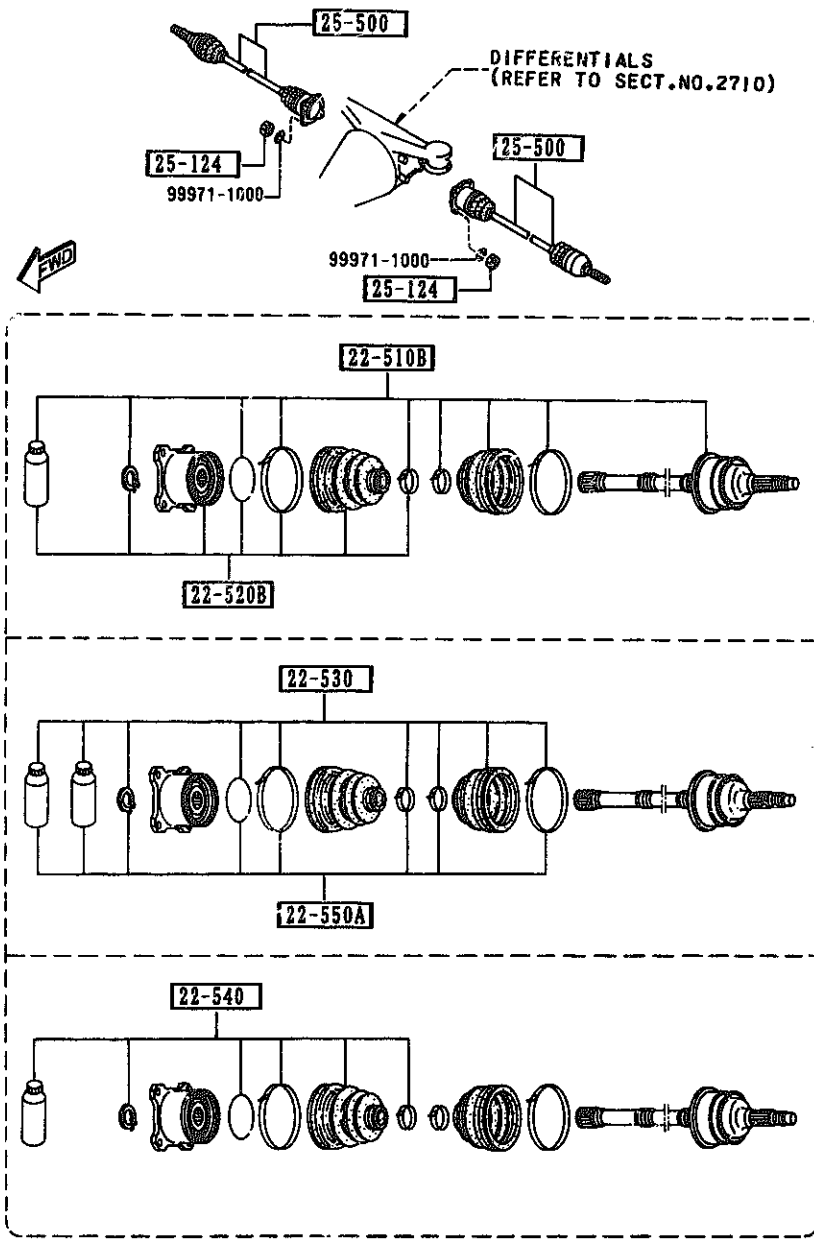 25-500
DIFFERENTIALS
(REFER TO SECT.NO.2710)
25-500
25-124
99971-1000
FWD
99971-1000
25-124
22-510B
22-520B
22-530
22-550A
22-540